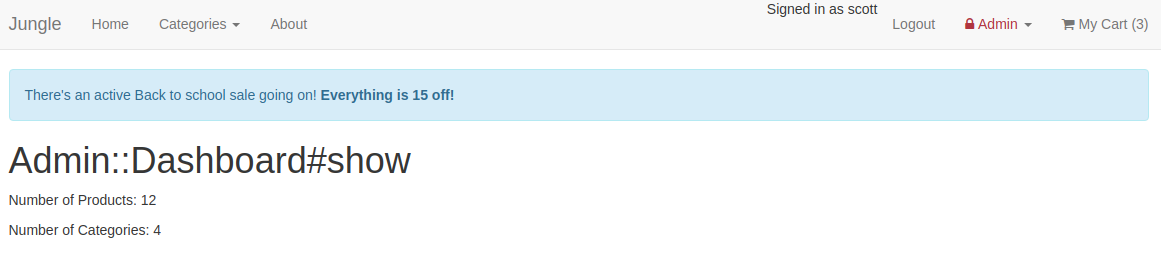 Signed in as scott
Jungle Home Categories About Logout Admin My Cart (3)
There's an active Back to school sale going on! Everything is 15 off!
Admin::Dashboard#show
Number of Products: 12
Number of Categories: 4